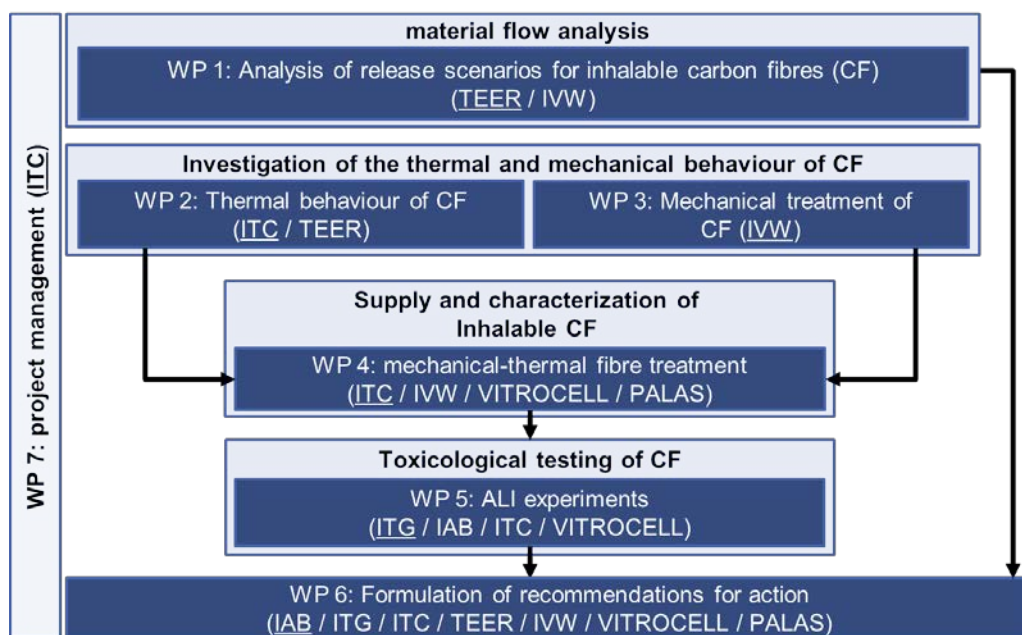 WP 7: project management (ITC)
material flow analysis
WP 1: Analysis of release scenarios for inhalable carbon fibres (CF)
(TEER / IVW)
Investigation of the thermal and mechanical behaviour of CF
WP 2: Thermal behaviour of CF
(ITC / TEER)
WP 3: Mechanical treatment of
CF (IVW)
Supply and characterization of
Inhalable CF
WP 4: mechanical-thermal fibre treatment
(ITC / IVW / VITROCELL / PALAS)
Toxicological testing of CF
WP 5: ALI experiments
(ITG / IAB / ITC / VITROCELL)
WP 6: Formulation of recommendations for action
(IAB / ITG / ITC / TEER / IVW / VITROCELL / PALAS)